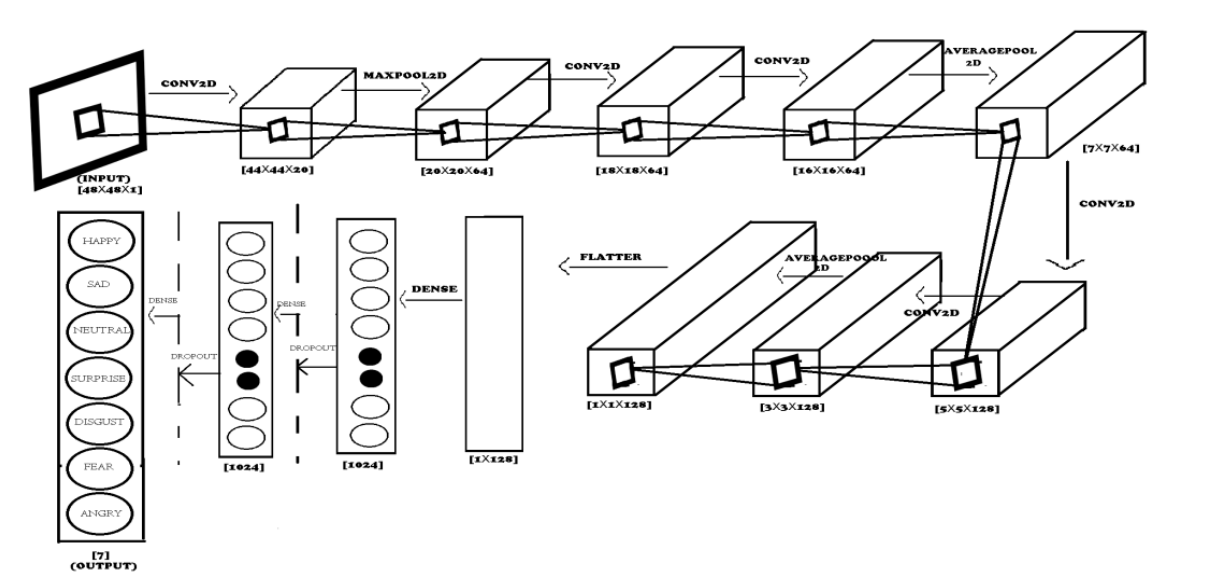 CONV2D
MAXPOOL2D
CONV2D
CONV2D
AVERAGEPOOL
2D
(INPUT)
[48X48X1]
[44X44X20]
[20X20X64]
[18X18X64]
[16X16X64]
[7X7X64]
CONV2D
FLATTER
AVERAGEPOOOL
2D
CONV2D
[1X1X128]
[3X3X128]
[5X5X128]
DENSE
DENSE
DENSE
DROPOUT
DROPOUT
HAPPY
SAD
NEUTRAL
SURPRISE
DISGUST
FEAR
ANGRY
[1024]
[1024]
[1X128]
[7]
(OUTPUT)